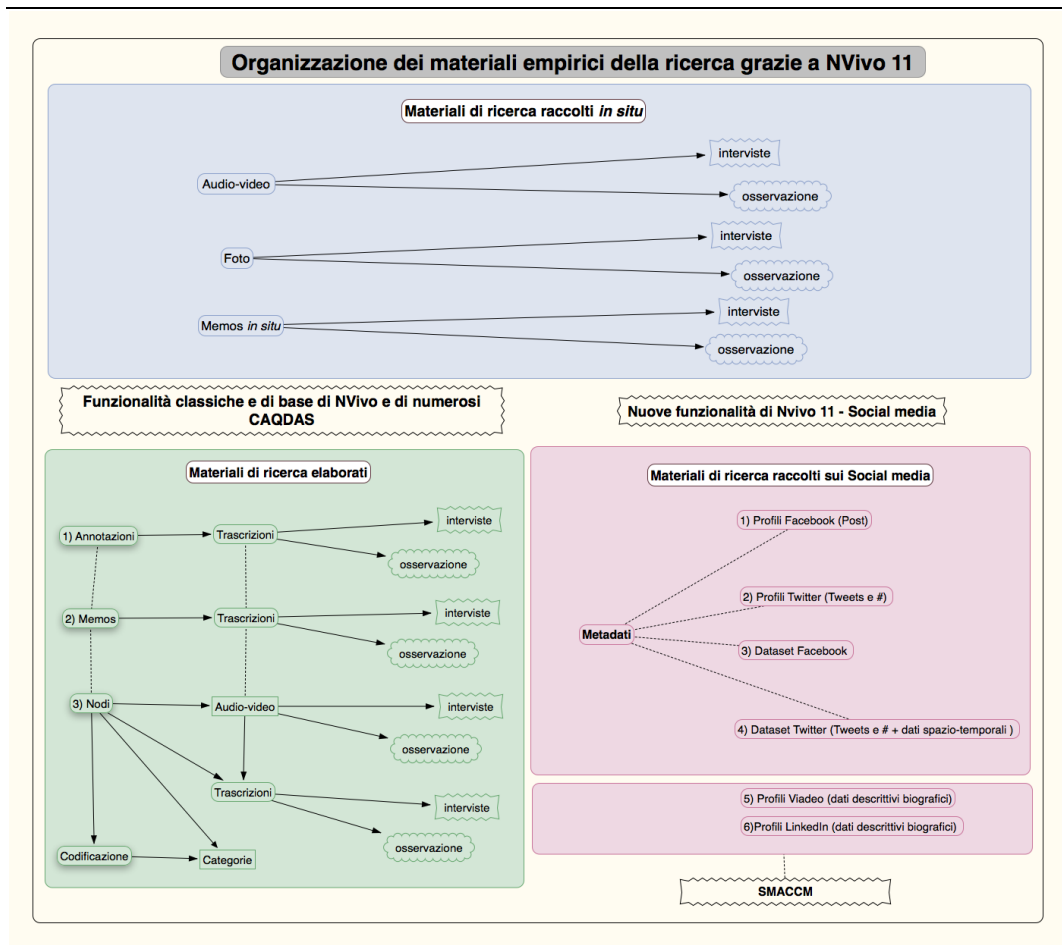 Organizzazione dei materiali empirici della ricerca grazie a NVivo 11
Materiali di ricerca raccolti in situ
Audio-video
interviste
osservazione
Foto
interviste
osservazione
Memos in situ
interviste
osservazione
Funzionalità classiche e di base di NVivo e di numerosi
CAQDAS
Nuove funzionalità di Nvivo 11 - Social media
Materiali di ricerca elaborati
1) Annotazioni
Trascrizioni
interviste
osservazione
2) Memos
Trascrizioni
interviste
osservazione
3) Nodi
Audio-video
interviste
osservazione
Trascrizioni
interviste
osservazione
Codificazione
Categorie
Materiali di ricerca raccolti sui Social media
Metadati
1) Profili Facebook (Post)
2) Profili Twitter (Tweets e #)
3) Dataset Facebook
4) Dataset Twitter (Tweets e # + dati spazio-temporali )
5) Profili Viadeo (dati descrittivi biografici)
6)Profili LinkedIn (dati descrittivi biografici)
SMACCM